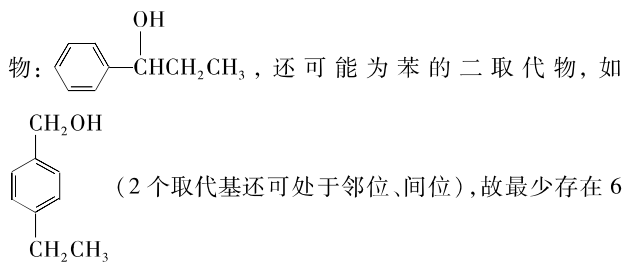 OH
物:CHCH₂CH₃,还可能为苯的二取代物,如
CH₂OH
(2个取代基还可处于邻位、间位),故最少存在6
CH₂CH₃